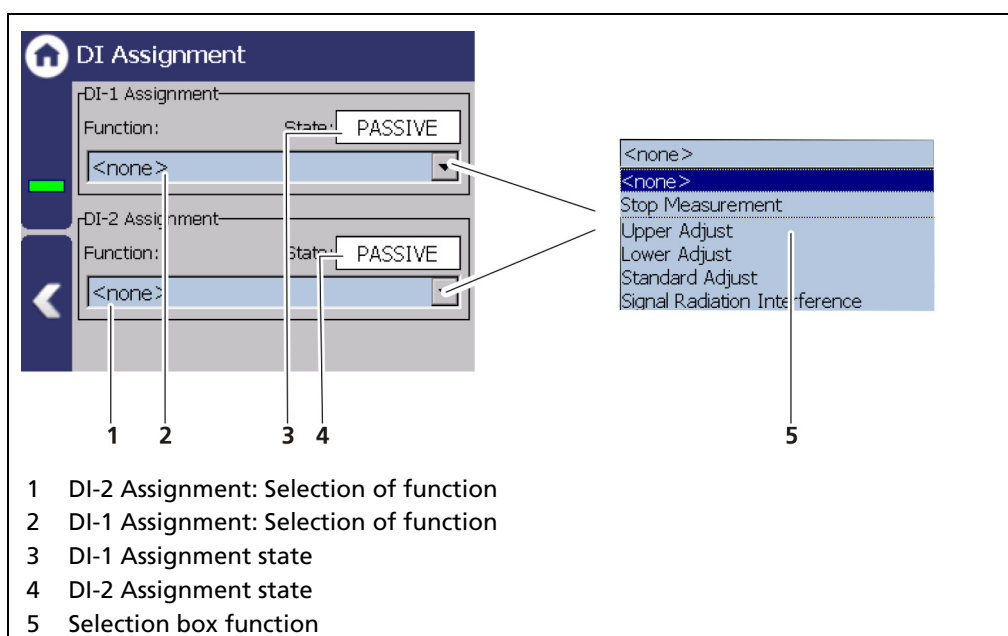 DI Assignment
DI-1 Assignment
Function: State: PASSIVE
<none>
DI-2 Assignment
Function: State: PASSIVE
<none>
<none>
<none>
Stop Measurement
Upper Adjust
Lower Adjust
Standard Adjust
Signal Radiation Interference
1 2 3 4 5
1 DI-2 Assignment: Selection of function
2 DI-1 Assignment: Selection of function
3 DI-1 Assignment state
4 DI-2 Assignment state
5 Selection box function